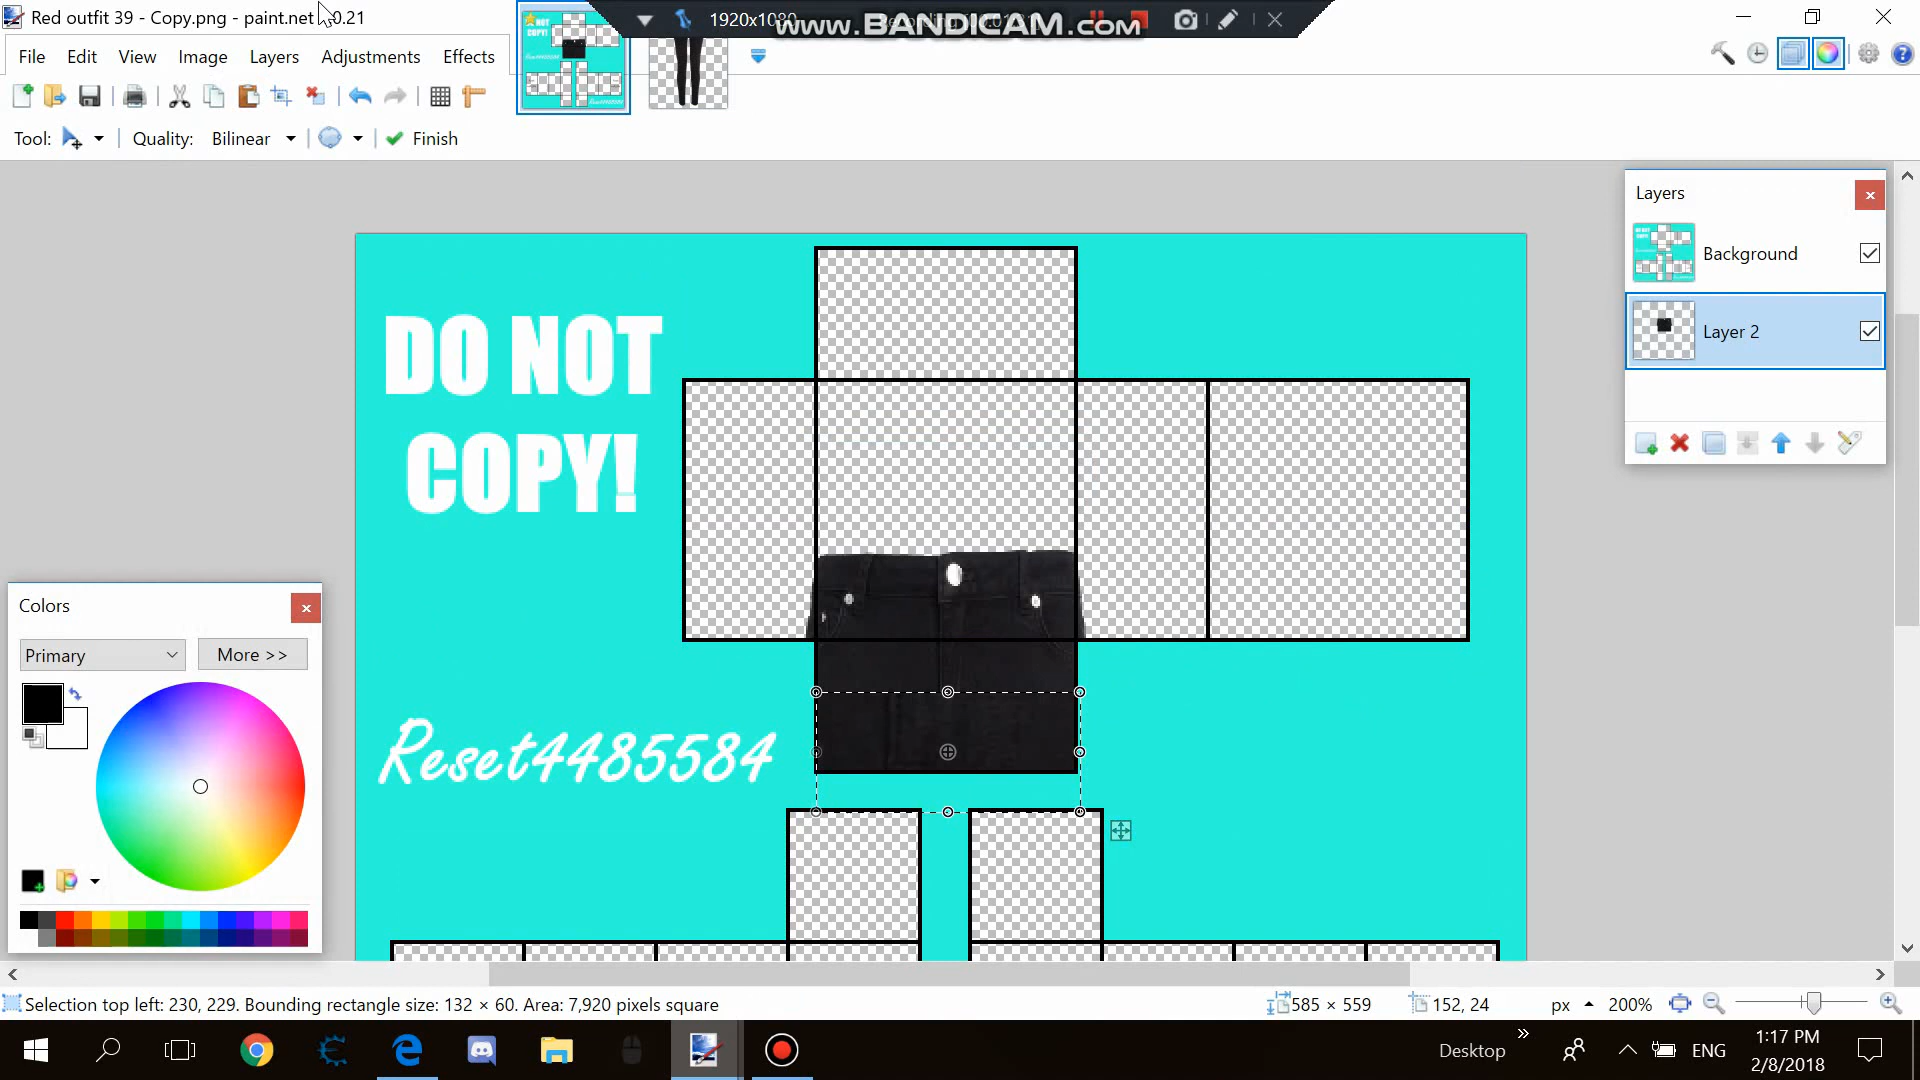 Red outfit 39 - Copy.png - paint.net 0.21
1920x1080
www.BANDICAM.com
File Edit View Image Layers Adjustments Effects
Tool: Quality: Bilinear Finish
Layers
Background
Layer 2
DO NOT
COPY!
Reset4485584
Colors
Primary
More >>
Selection top left: 230, 229. Bounding rectangle size: 132 × 60. Area: 7,920 pixels square
585 × 559
152, 24
px
200%
Desktop
ENG
1:17 PM
2/8/2018